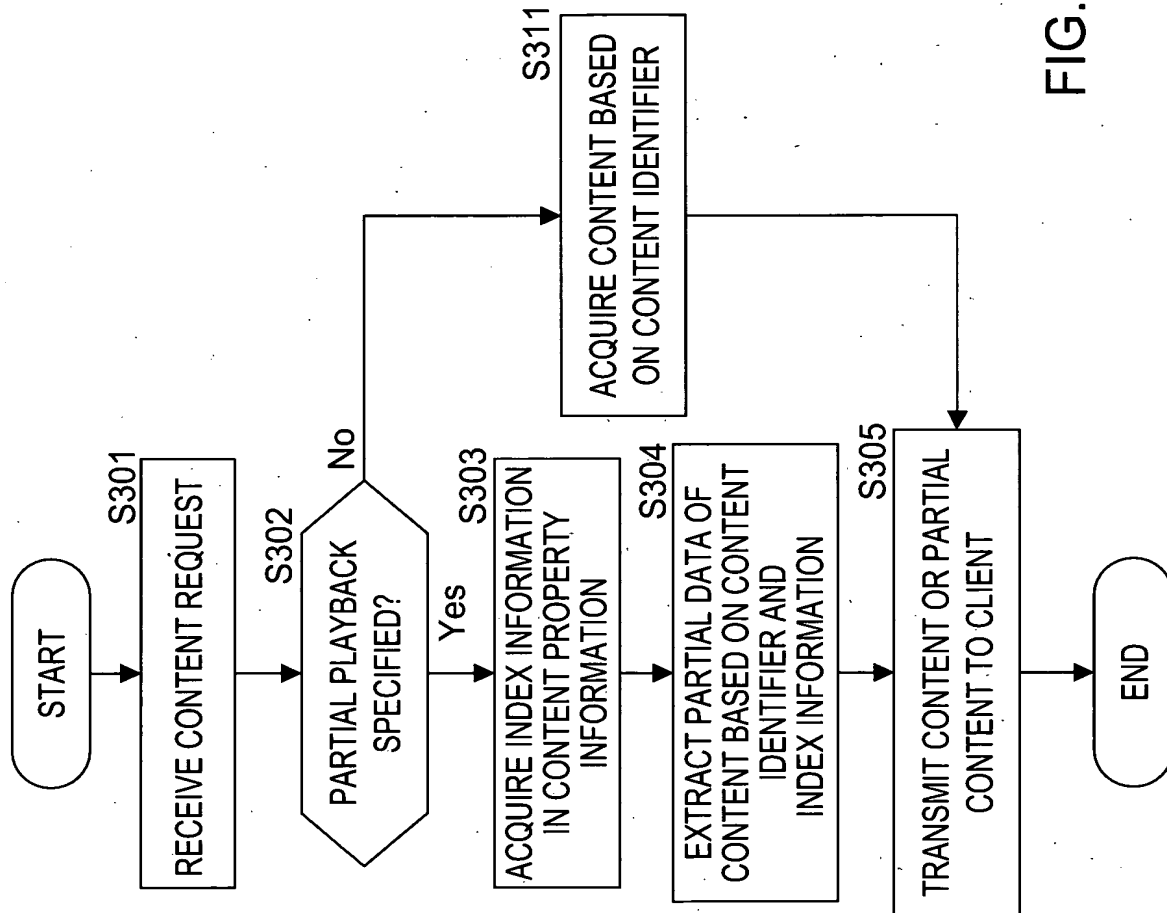 START
S301
RECEIVE CONTENT REQUEST
S302
PARTIAL PLAYBACK
SPECIFIED?
No
Yes
S303
ACQUIRE INDEX INFORMATION
IN CONTENT PROPERTY
INFORMATION
S304
EXTRACT PARTIAL DATA OF
CONTENT BASED ON CONTENT
IDENTIFIER AND
INDEX INFORMATION
S311
ACQUIRE CONTENT BASED
ON CONTENT IDENTIFIER
S305
TRANSMIT CONTENT OR PARTIAL
CONTENT TO CLIENT
END
FIG.